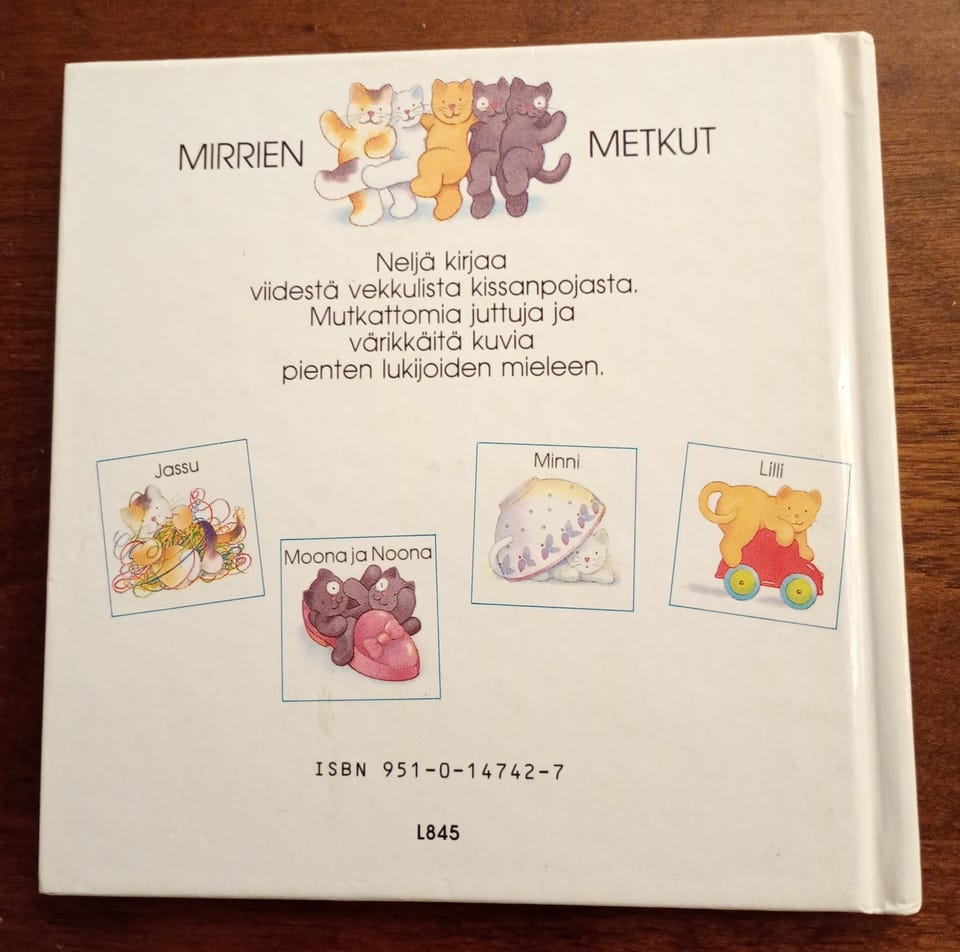 MIRRIEN METKUT
Neljä kirjaa
viidestä vekkulista kissanpojasta.
Mutkattomia juttuja ja
värikkäitä kuvia
pienten lukijoiden mieleen.
Jassu
Moona ja Noona
Minni
Lilli
ISBN 951-0-14742-7
L845